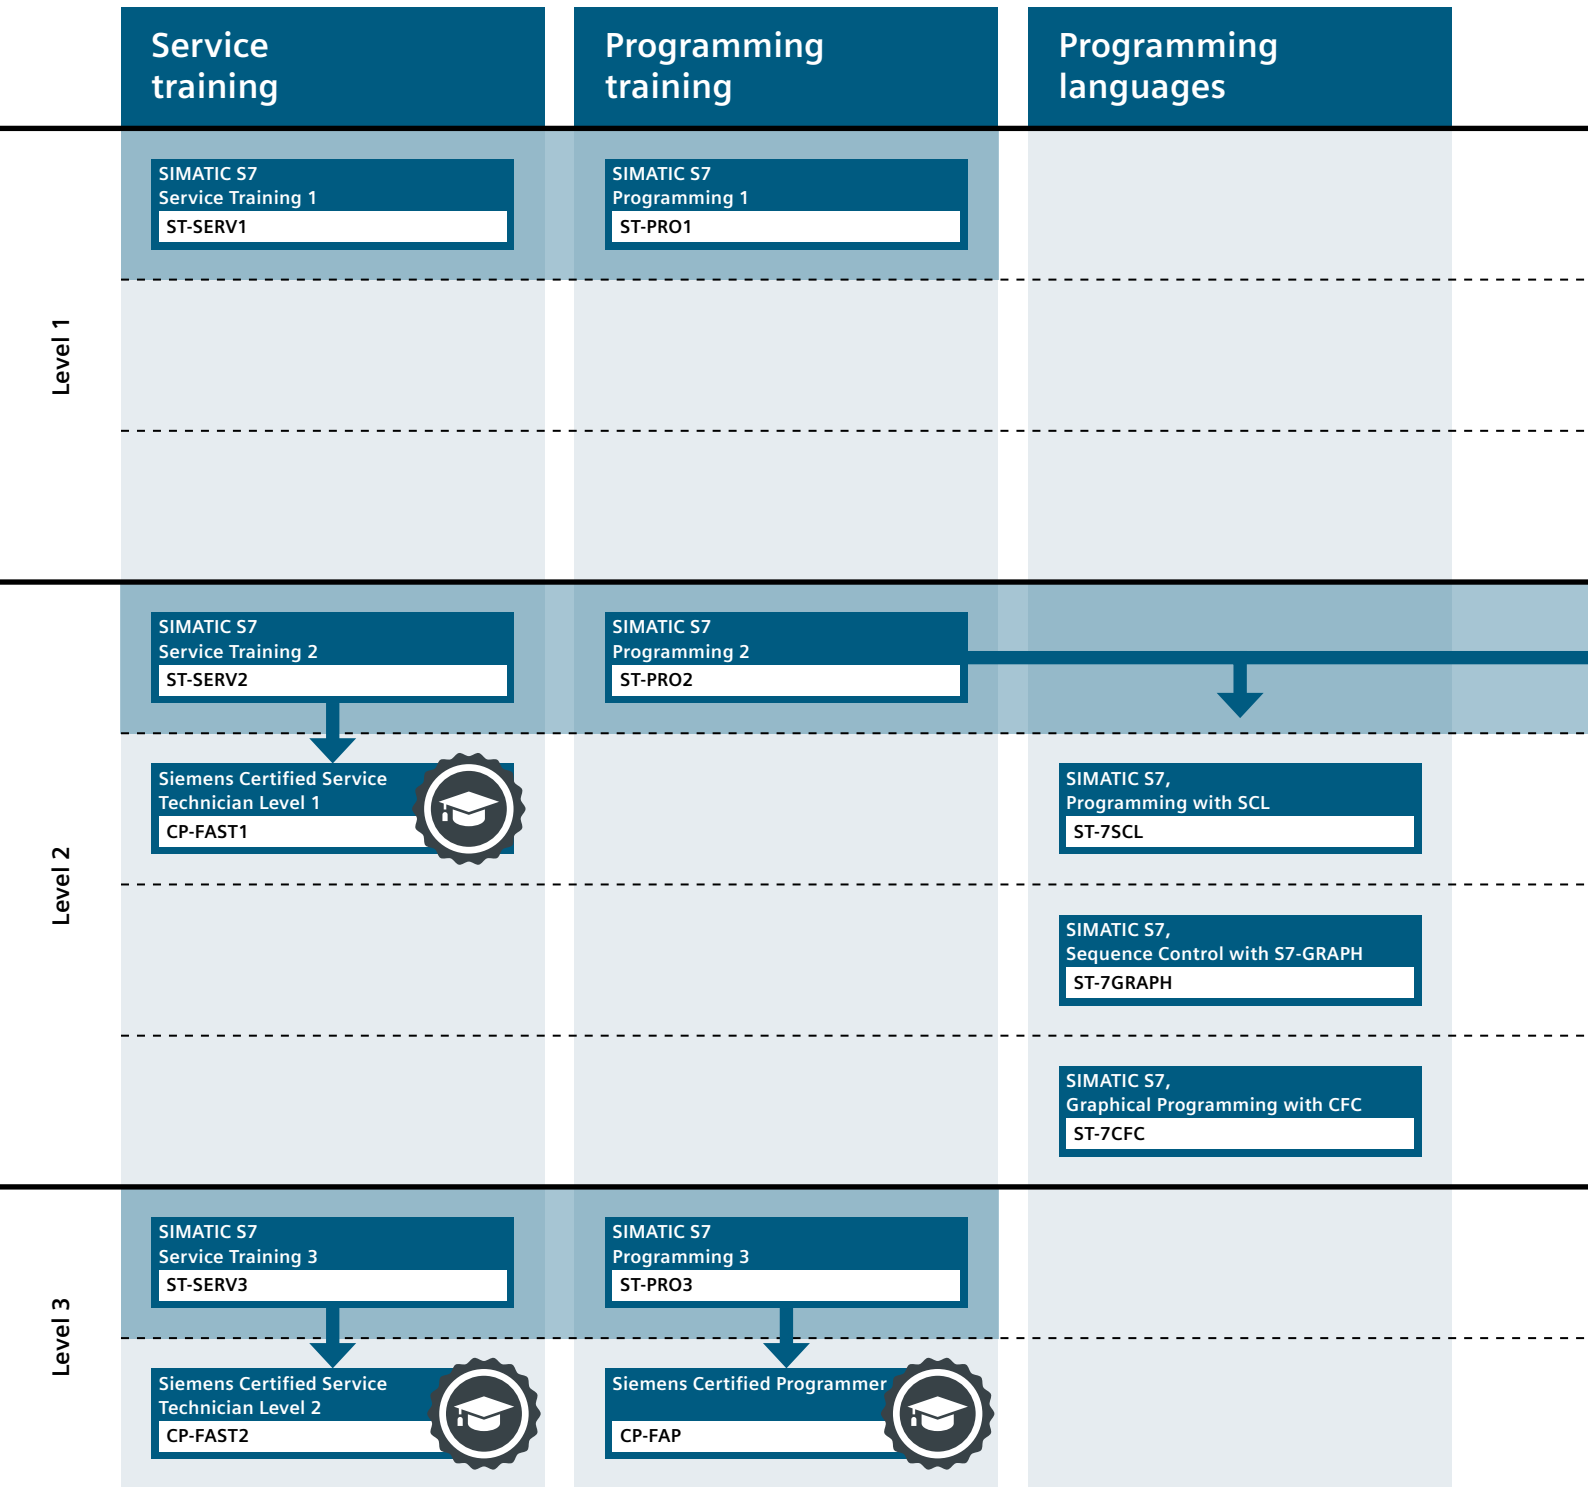 Service
training
Programming
training
Programming
languages
Level 1
SIMATIC S7
Service Training 1
ST-SERV1
SIMATIC S7
Programming 1
ST-PRO1
Level 2
SIMATIC S7
Service Training 2
ST-SERV2
SIMATIC S7
Programming 2
ST-PRO2
Siemens Certified Service
Technician Level 1
CP-FAST1
SIMATIC S7,
Programming with SCL
ST-7SCL
SIMATIC S7,
Sequence Control with S7-GRAPH
ST-7GRAPH
SIMATIC S7,
Graphical Programming with CFC
ST-7CFC
Level 3
SIMATIC S7
Service Training 3
ST-SERV3
SIMATIC S7
Programming 3
ST-PRO3
Siemens Certified Service
Technician Level 2
CP-FAST2
Siemens Certified Programmer
CP-FAP